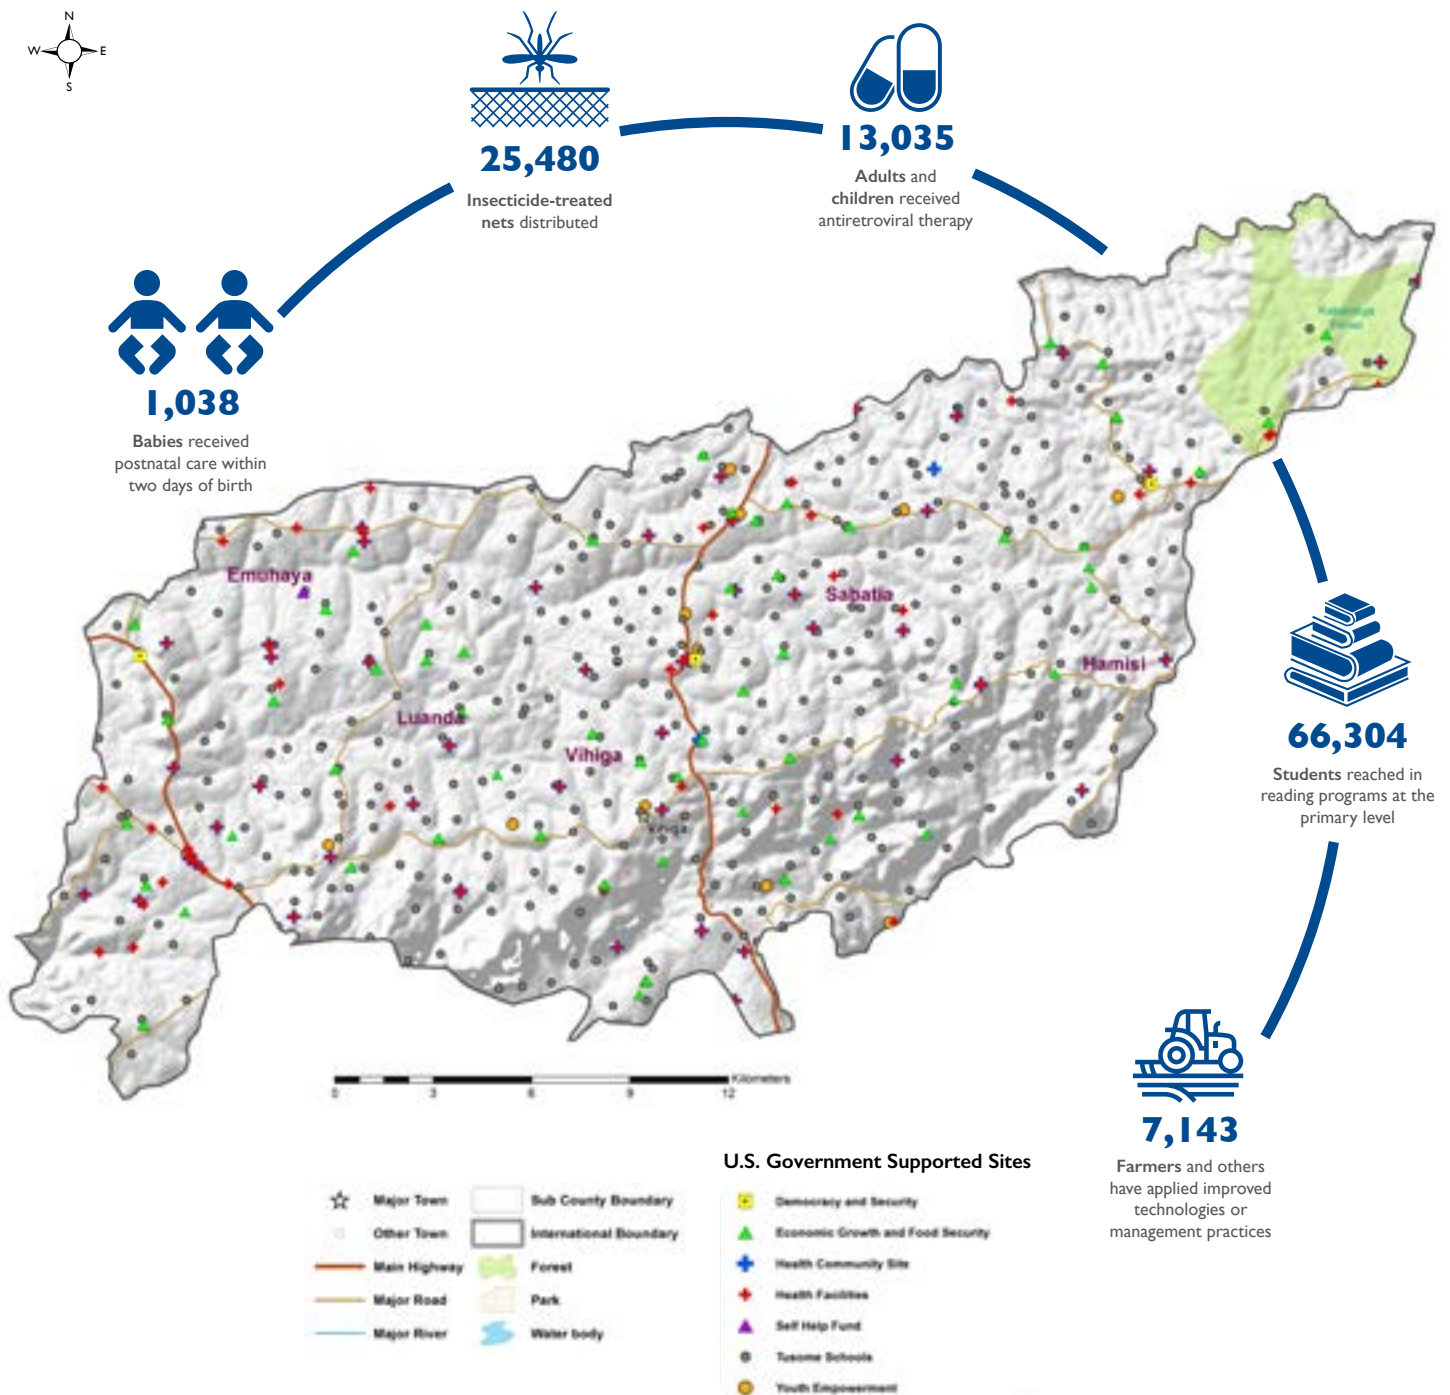 N
W E
S
25,480
Insecticide-treated
nets distributed
13,035
Adults and
children received
antiretroviral therapy
1,038
Babies received
postnatal care within
two days of birth
Emuhaya
Sabatia
Hamisi
Luanda
Vihiga
Vihiga
66,304
Students reached in
reading programs at the
primary level
Kilometers
0 3 6 9 12
7,143
Farmers and others
have applied improved
technologies or
management practices
Major Town
Other Town
Main Highway
Major Road
Major River
Sub County Boundary
International Boundary
Forest
Park
Water body
U.S. Government Supported Sites
Democracy and Security
Economic Growth and Food Security
Health Community Site
Health Facilities
Self Help Fund
Tusome Schools
Youth Empowerment